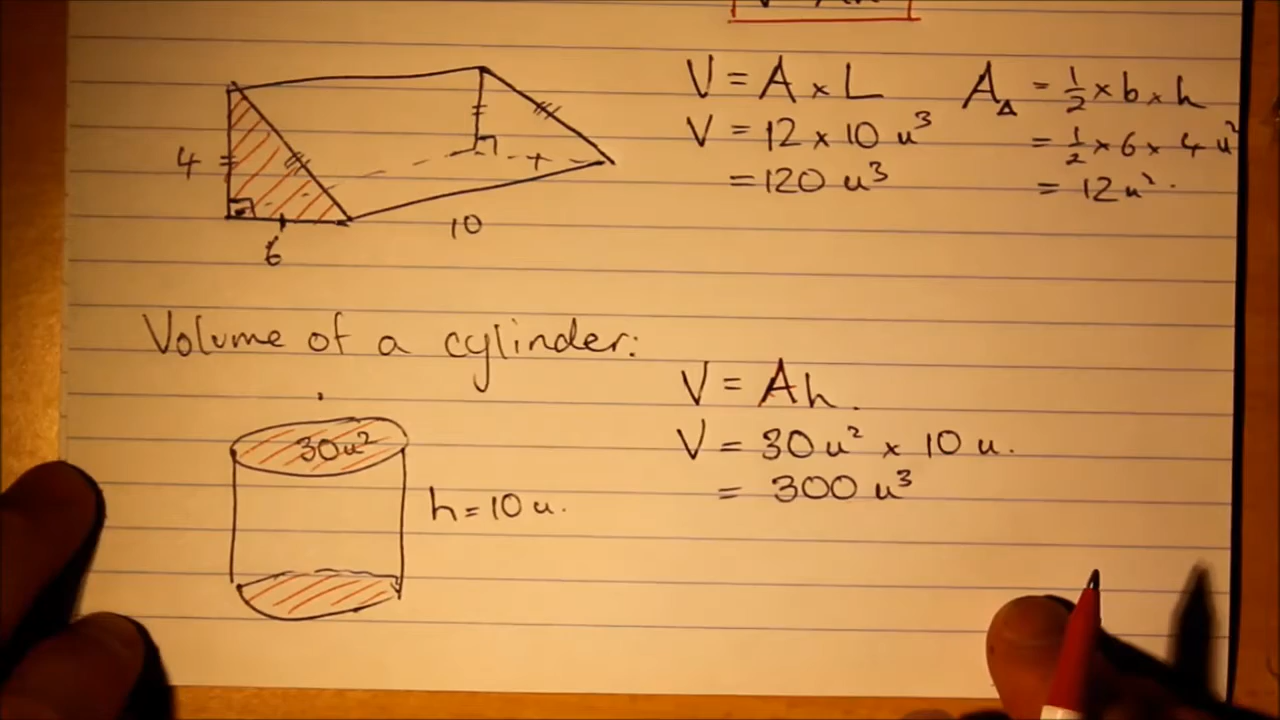 V = A × L
V = 12 × 10 u³
= 120 u³
A△ = ½ × b × h
= ½ × 6 × 4 u²
= 12 u².
4
6
10
Volume of a cylinder:
30u²
h = 10 u.
V = Ah.
V = 30 u² × 10 u.
= 300 u³